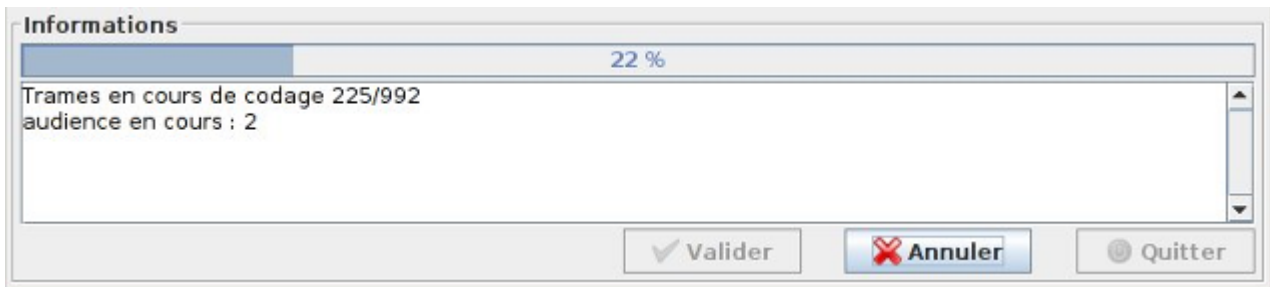 Informations
22 %
Trames en cours de codage 225/992
audience en cours : 2
Valider
Annuler
Quitter